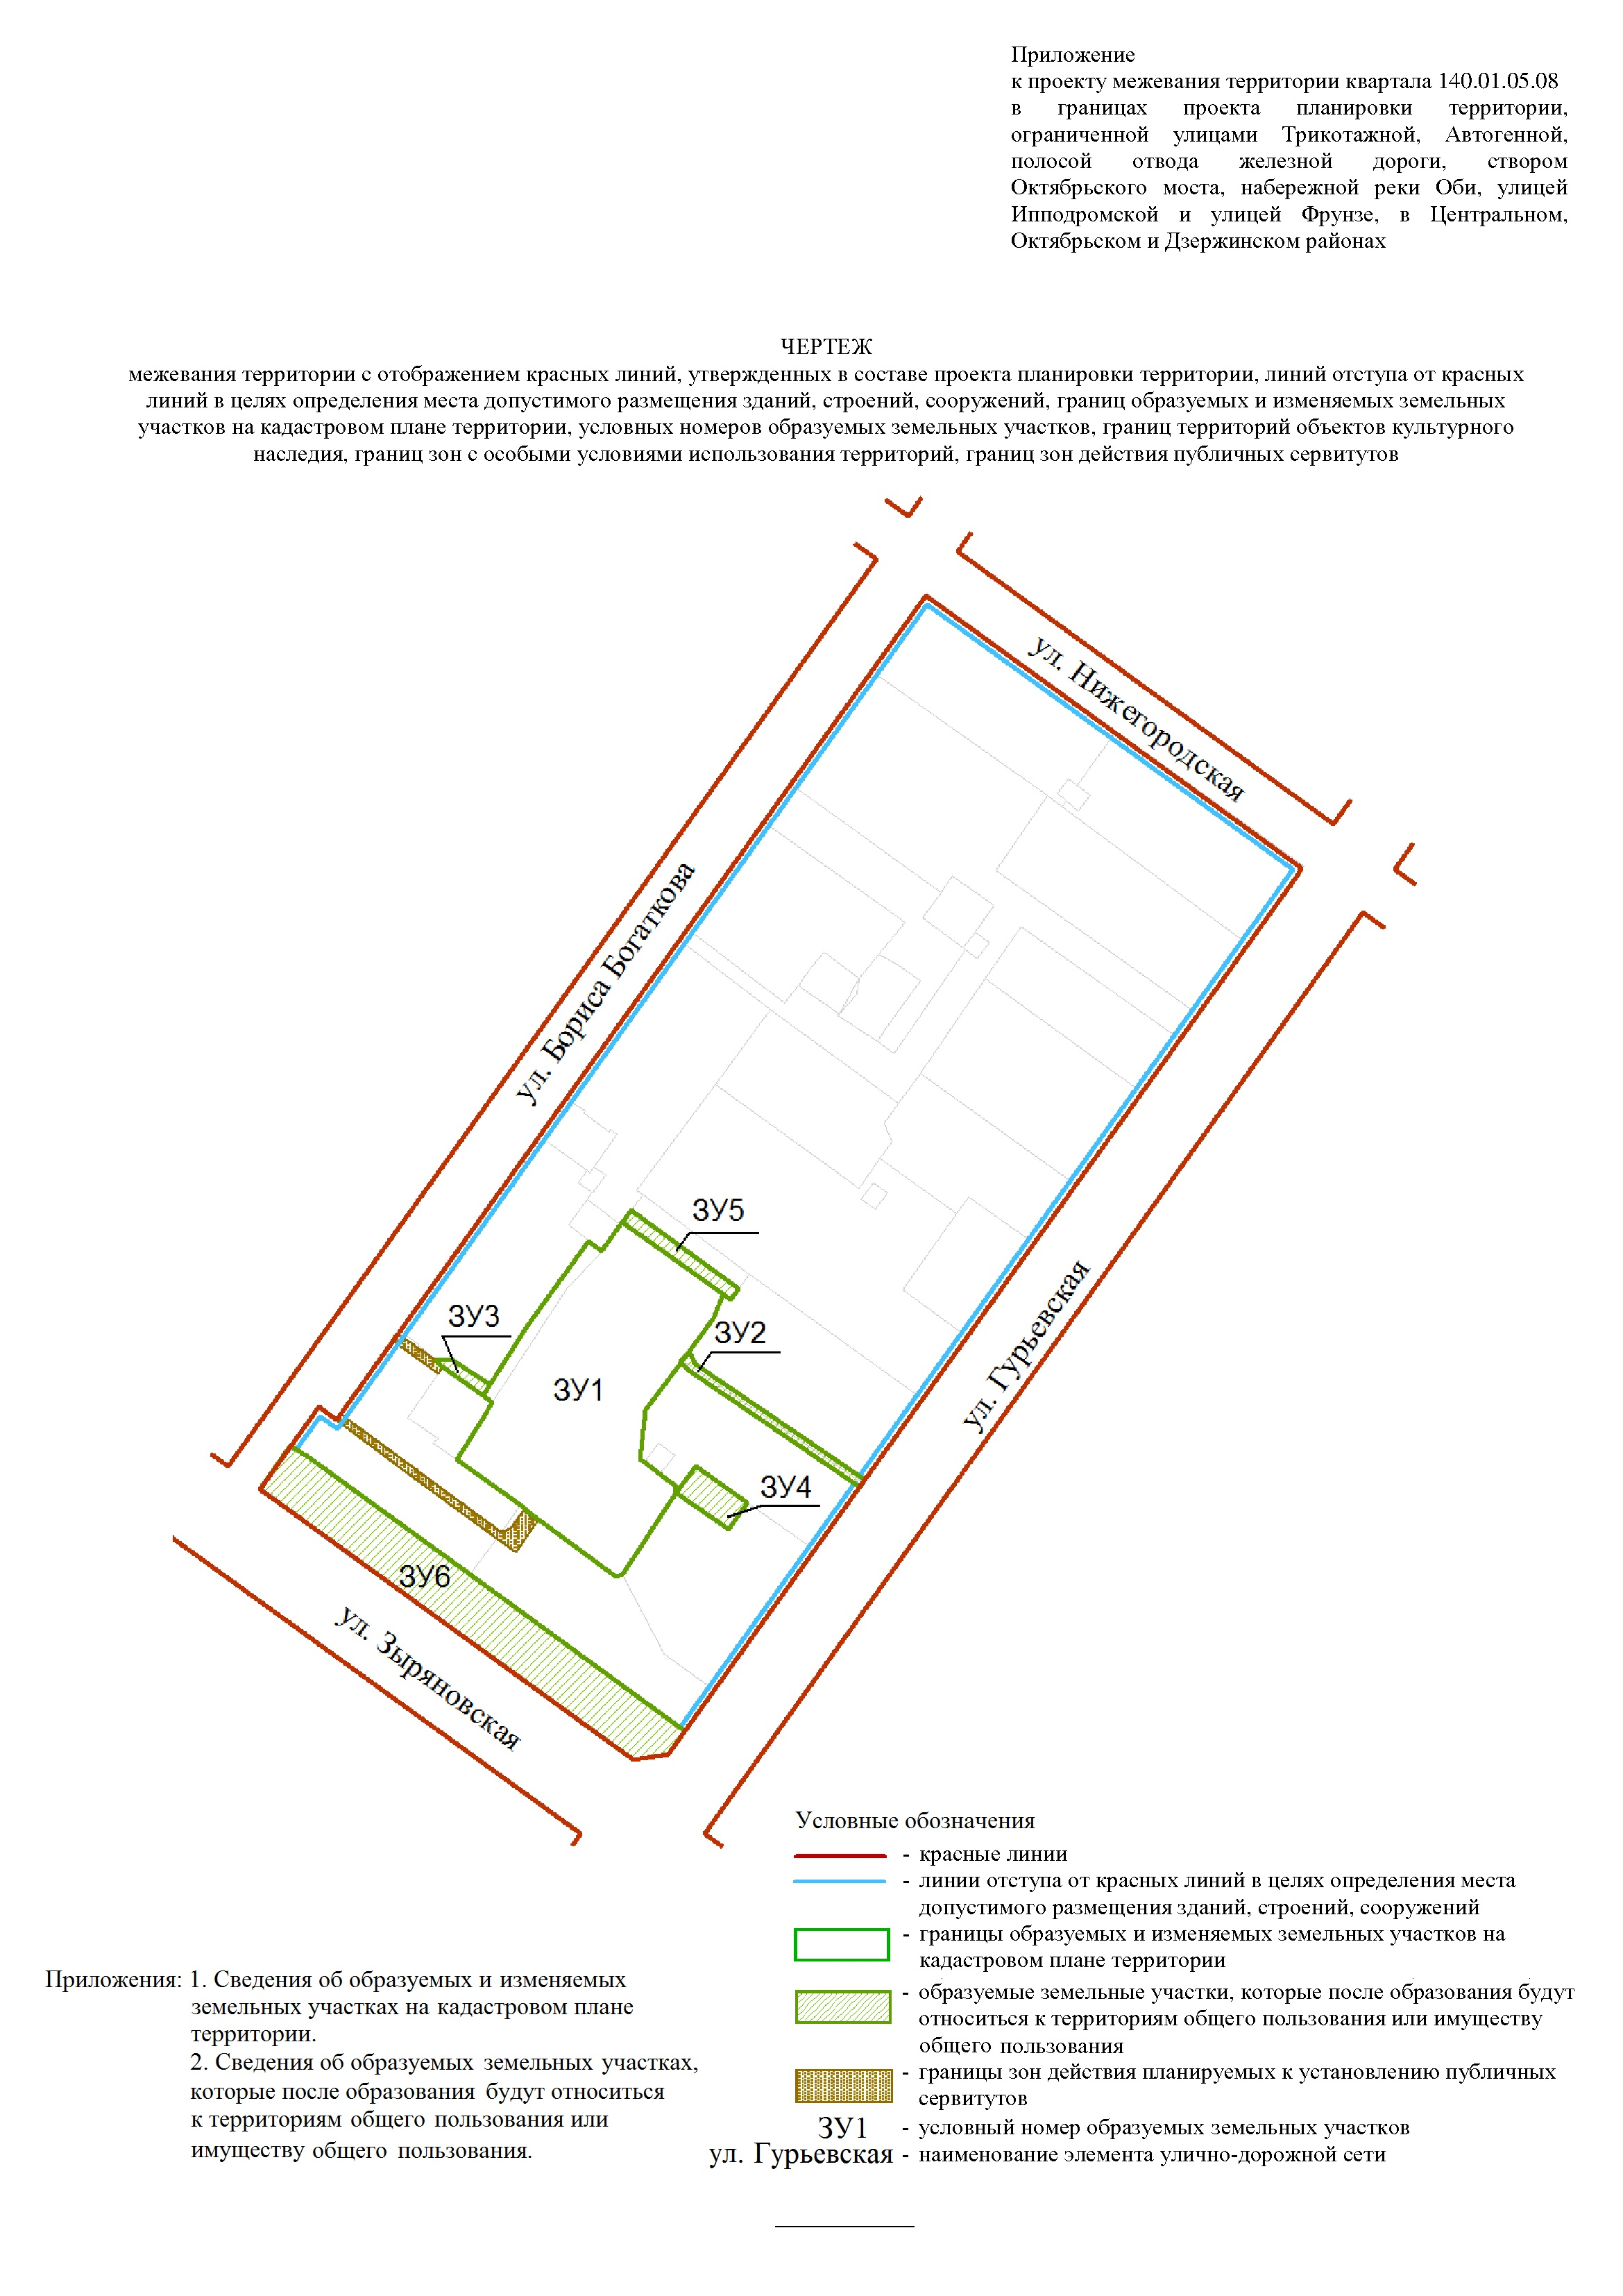 Приложение
к проекту межевания территории квартала 140.01.05.08
в границах проекта планировки территории,
ограниченной улицами Трикотажной, Автогенной,
полосой отвода железной дороги, створом
Октябрьского моста, набережной реки Оби, улицей
Ипподромской и улицей Фрунзе, в Центральном,
Октябрьском и Дзержинском районах
ЧЕРТЕЖ
межевания территории с отображением красных линий, утвержденных в составе проекта планировки территории, линий отступа от красных
линий в целях определения места допустимого размещения зданий, строений, сооружений, границ образуемых и изменяемых земельных
участков на кадастровом плане территории, условных номеров образуемых земельных участков, границ территорий объектов культурного
наследия, границ зон с особыми условиями использования территорий, границ зон действия публичных сервитутов
ул. Нижегородская
ул. Бориса Богаткова
ЗУ5
ЗУ3
ЗУ2
ул. Гурьевская
ЗУ1
ЗУ4
ЗУ6
ул. Зыряновская
Условные обозначения
- красные линии
- линии отступа от красных линий в целях определения места
допустимого размещения зданий, строений, сооружений
- границы образуемых и изменяемых земельных участков на
кадастровом плане территории
- образуемые земельные участки, которые после образования будут
относиться к территориям общего пользования или имуществу
общего пользования
- границы зон действия планируемых к установлению публичных
сервитутов
ЗУ1 - условный номер образуемых земельных участков
ул. Гурьевская - наименование элемента улично-дорожной сети
Приложения: 1. Сведения об образуемых и изменяемых
земельных участках на кадастровом плане
территории.
2. Сведения об образуемых земельных участках,
которые после образования будут относиться
к территориям общего пользования или
имуществу общего пользования.